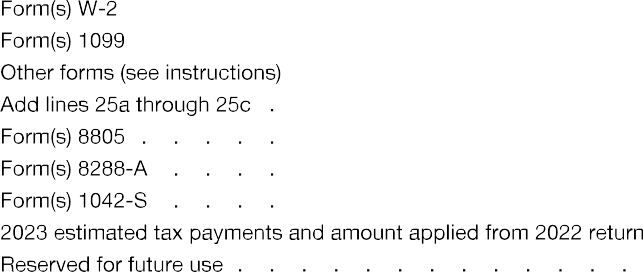 Form(s) W-2
Form(s) 1099
Other forms (see instructions)
Add lines 25a through 25c .
Form(s) 8805 . . . . .
Form(s) 8288-A . . . .
Form(s) 1042-S . . . .
2023 estimated tax payments and amount applied from 2022 return
Reserved for future use . . . . . . . . . . . . .